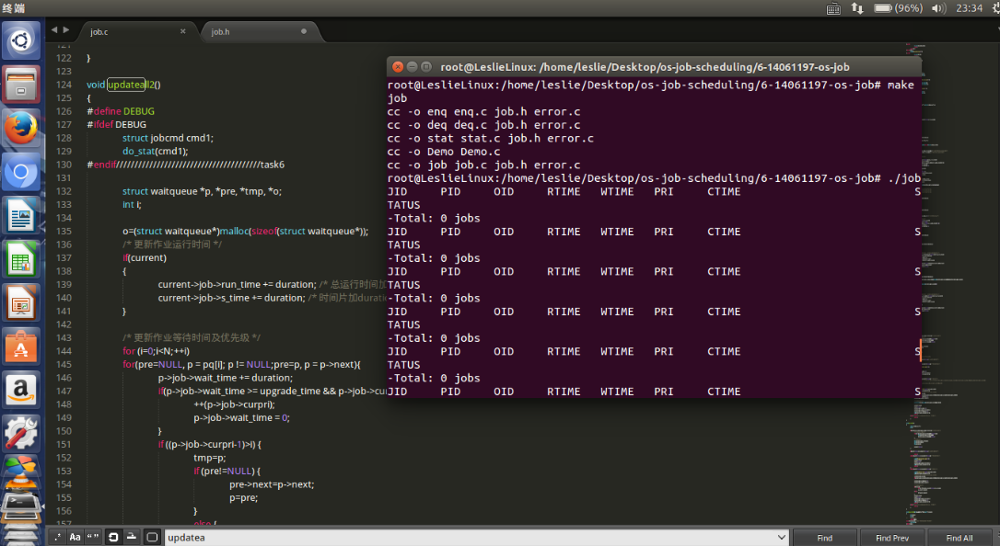 终端
(96%)
23:34
job.c
job.h
122 }
123
124 void updateall2()
125 {
126 #define DEBUG
127 #ifdef DEBUG
128 struct jobcmd cmd1;
129 do_stat(cmd1);
130 #endif///////////////////////////////////////task6
131
132 struct waitqueue *p, *pre, *tmp, *o;
133 int i;
134
135 o=(struct waitqueue*)malloc(sizeof(struct waitqueue*));
136 /* 更新作业运行时间 */
137 if(current)
138 {
139 current->job->run_time += duration; /* 总运行时间加
140 current->job->s_time += duration; /* 时间片加duratio
141 }
142
143 /* 更新作业等待时间及优先级 */
144 for (i=0;i<N;++i)
145 for(pre=NULL, p = pq[i]; p != NULL;pre=p, p = p->next){
146 p->job->wait_time += duration;
147 if(p->job->wait_time >= upgrade_time && p->job->cu
148 ++(p->job->curpri);
149 p->job->wait_time = 0;
150 }
151 if ((p->job->curpri-1)>i) {
152 tmp=p;
153 if (pre!=NULL) {
154 pre->next=p->next;
155 p=pre;
156 }
157 else {
root@LeslieLinux: /home/leslie/Desktop/os-job-scheduling/6-14061197-os-job
root@LeslieLinux:/home/leslie/Desktop/os-job-scheduling/6-14061197-os-job# make
job
cc -o enq enq.c job.h error.c
cc -o deq deq.c job.h error.c
cc -o stat stat.c job.h error.c
cc -o Demo Demo.c
cc -o job job.c job.h error.c
root@LeslieLinux:/home/leslie/Desktop/os-job-scheduling/6-14061197-os-job# ./job
JID PID OID RTIME WTIME PRI CTIME S
TATUS
-Total: 0 jobs
JID PID OID RTIME WTIME PRI CTIME S
TATUS
-Total: 0 jobs
JID PID OID RTIME WTIME PRI CTIME S
TATUS
-Total: 0 jobs
JID PID OID RTIME WTIME PRI CTIME S
TATUS
-Total: 0 jobs
JID PID OID RTIME WTIME PRI CTIME S
TATUS
-Total: 0 jobs
JID PID OID RTIME WTIME PRI CTIME S
.* Aa “” updatea Find Find Prev Find All